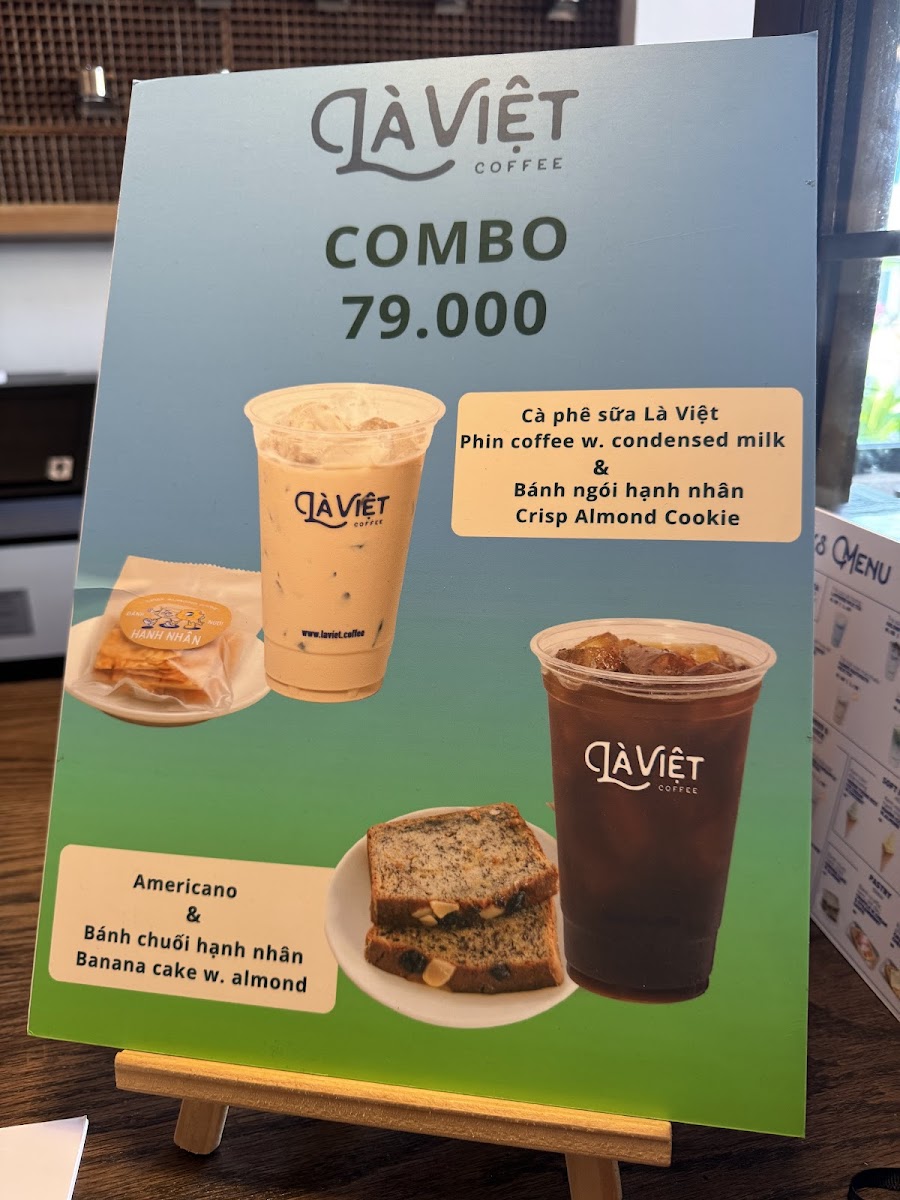 LÀ VIỆT
COFFEE
COMBO
79.000
Cà phê sữa Là Việt
Phin coffee w. condensed milk
&
Bánh ngói hạnh nhân
Crisp Almond Cookie
LÀ VIỆT
COFFEE
www.laviet.coffee
HẠNH NHÂN
LÀ VIỆT
COFFEE
Americano
&
Bánh chuối hạnh nhân
Banana cake w. almond
MENU
PASTRY